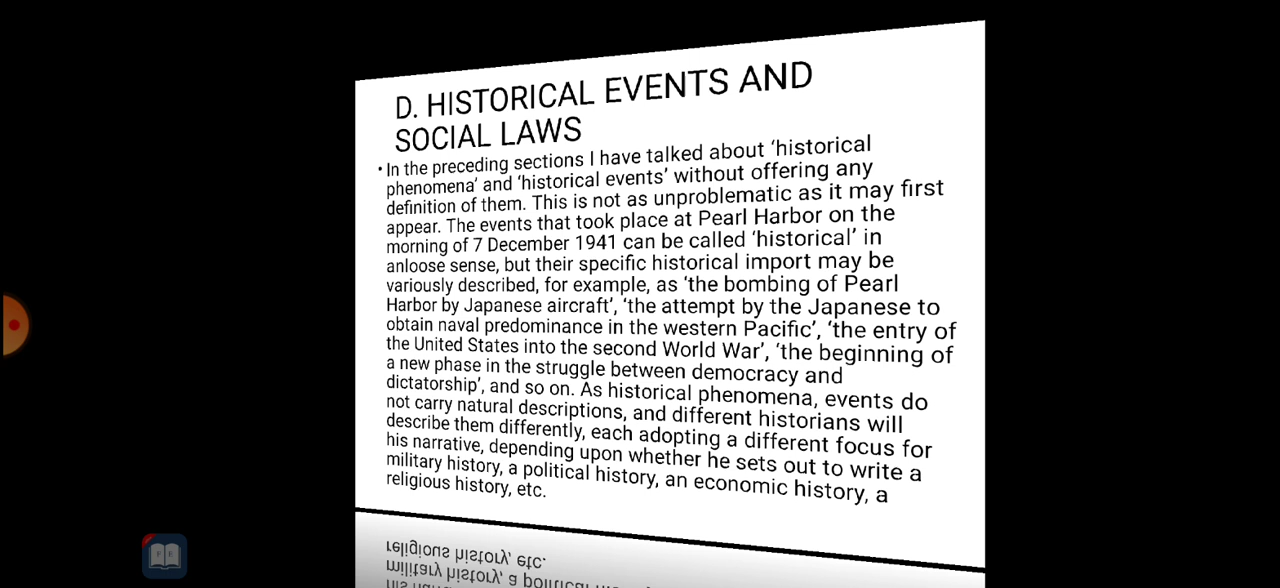 D. HISTORICAL EVENTS AND
SOCIAL LAWS
• In the preceding sections I have talked about ‘historical
phenomena’ and ‘historical events’ without offering any
definition of them. This is not as unproblematic as it may first
appear. The events that took place at Pearl Harbor on the
morning of 7 December 1941 can be called ‘historical’ in
anloose sense, but their specific historical import may be
variously described, for example, as ‘the bombing of Pearl
Harbor by Japanese aircraft’, ‘the attempt by the Japanese to
obtain naval predominance in the western Pacific’, ‘the entry of
the United States into the second World War’, ‘the beginning of
a new phase in the struggle between democracy and
dictatorship’, and so on. As historical phenomena, events do
not carry natural descriptions, and different historians will
describe them differently, each adopting a different focus for
his narrative, depending upon whether he sets out to write a
military history, a political history, an economic history, a
religious history, etc.
religious history, etc.
military history, a political